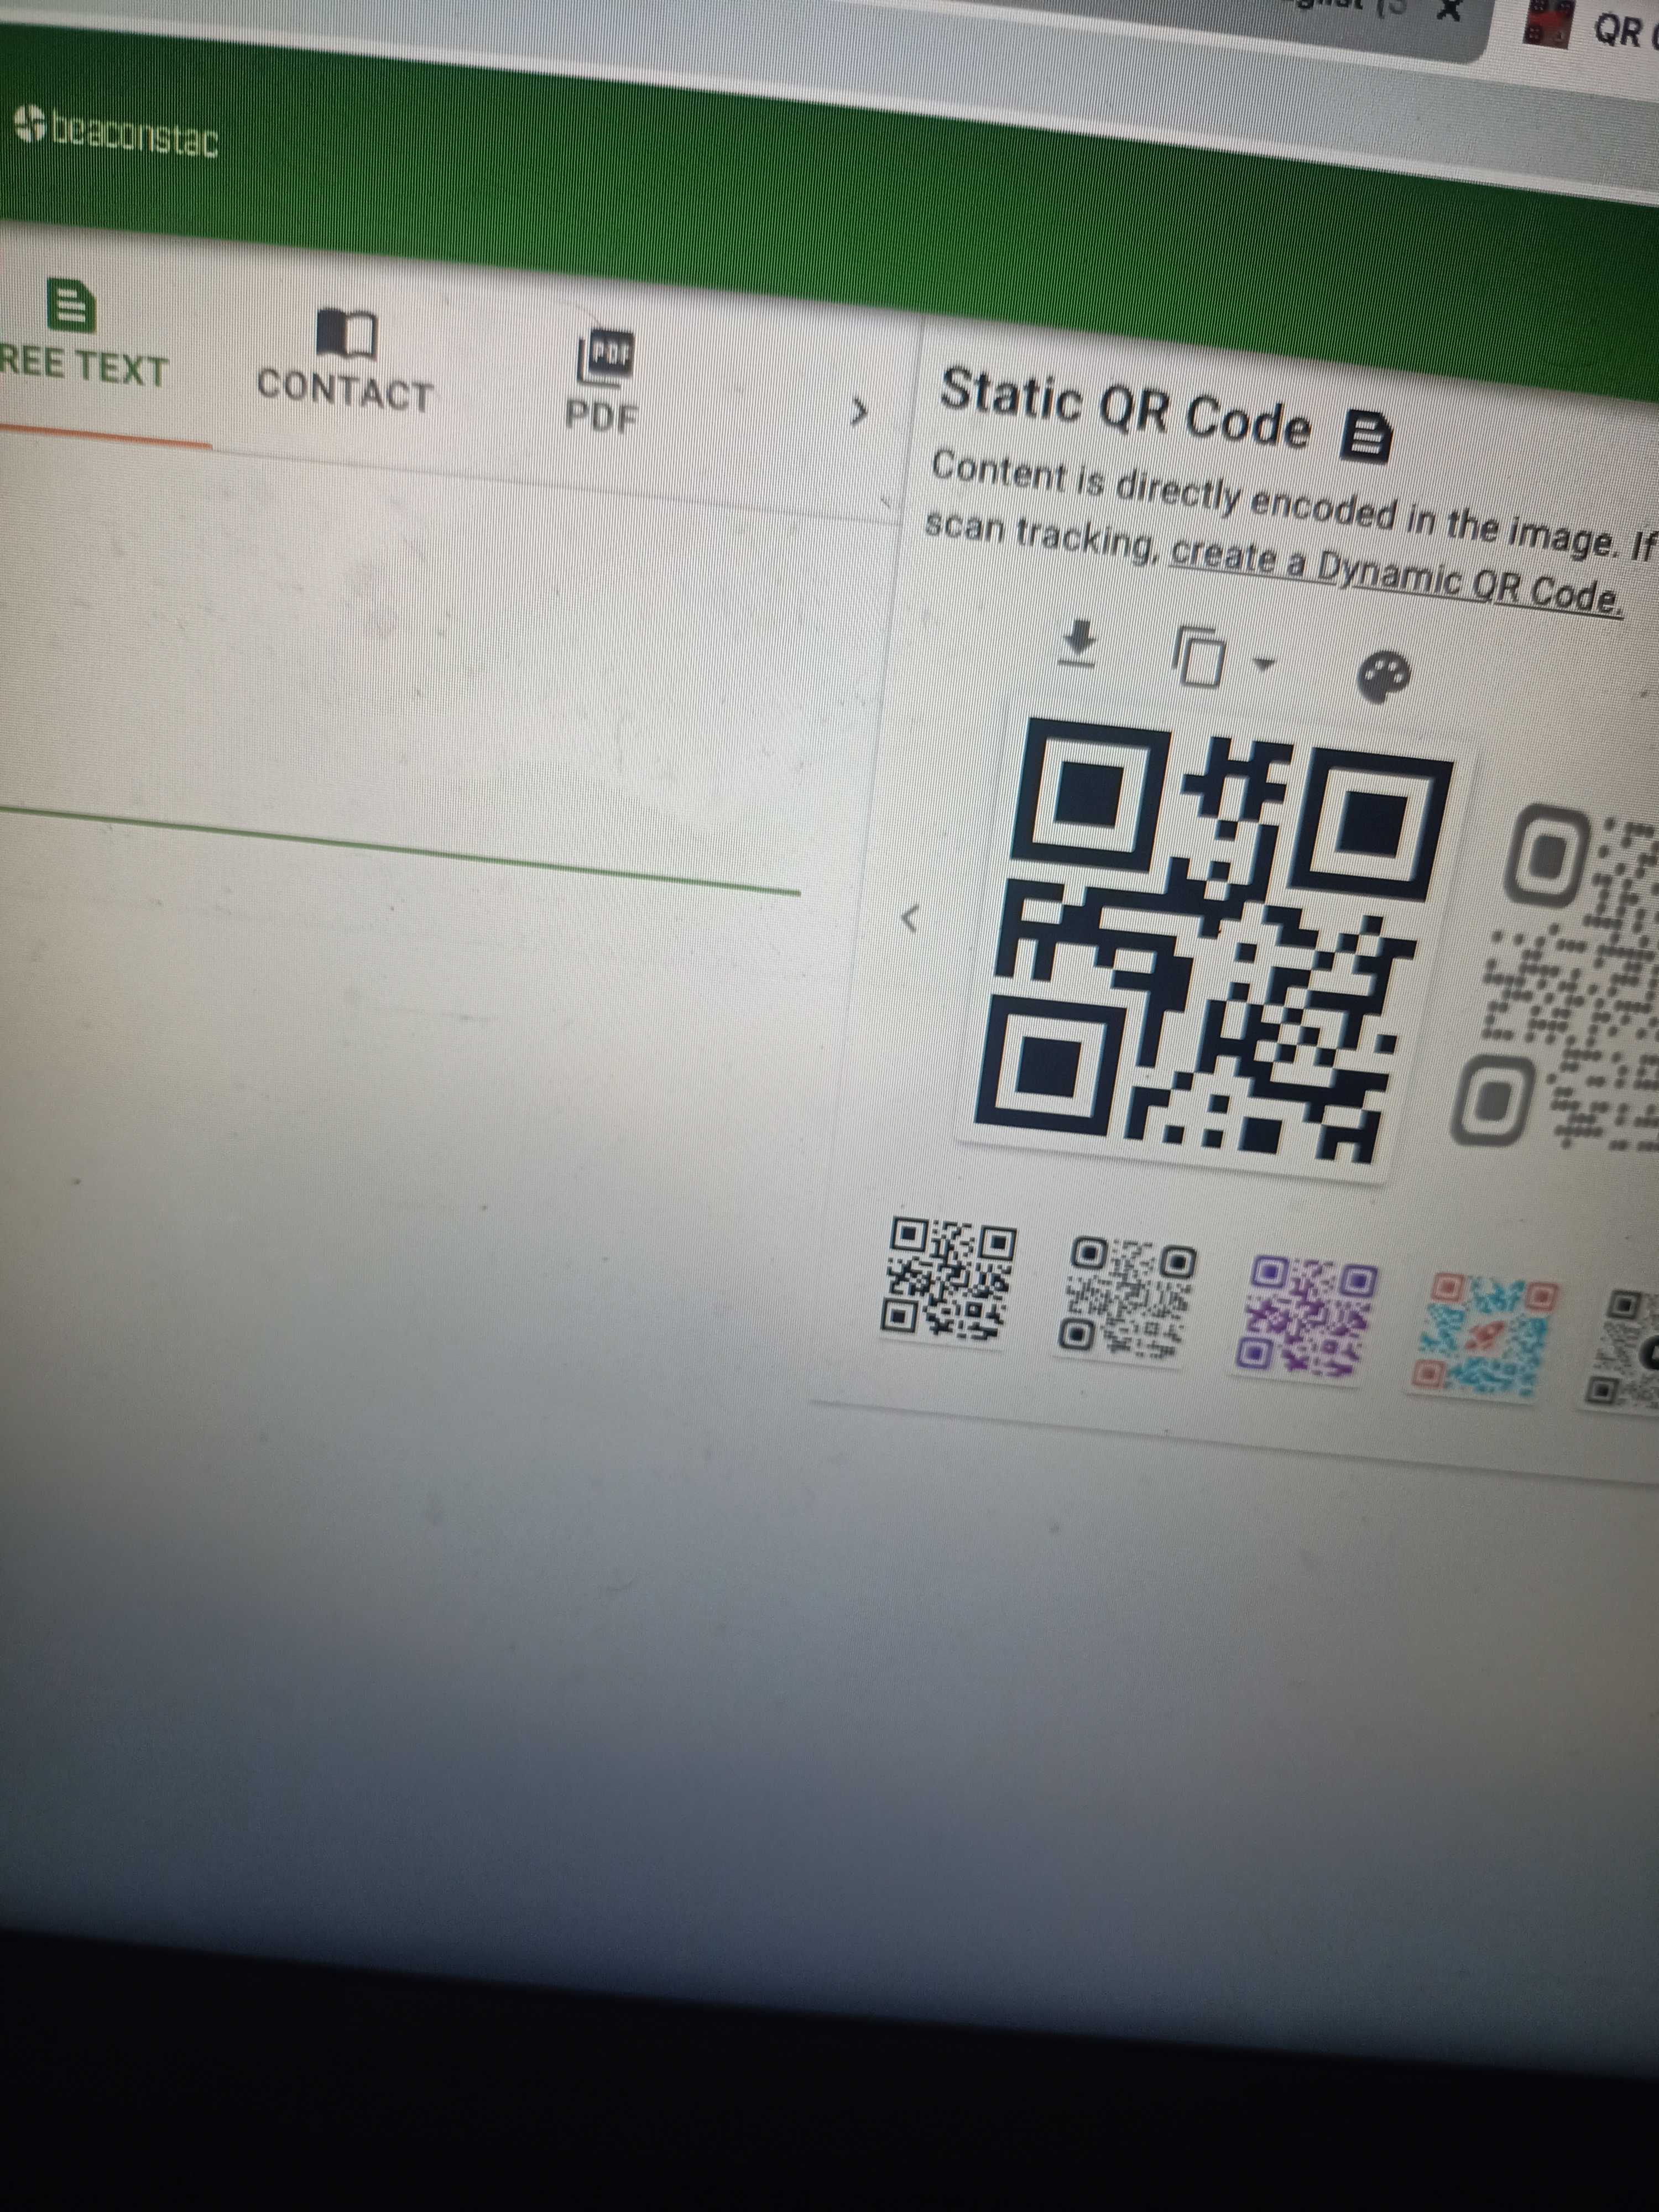 QR
beaconstac
REE TEXT
CONTACT
PDF
PDF
Static QR Code
Content is directly encoded in the image. If
scan tracking, create a Dynamic QR Code.